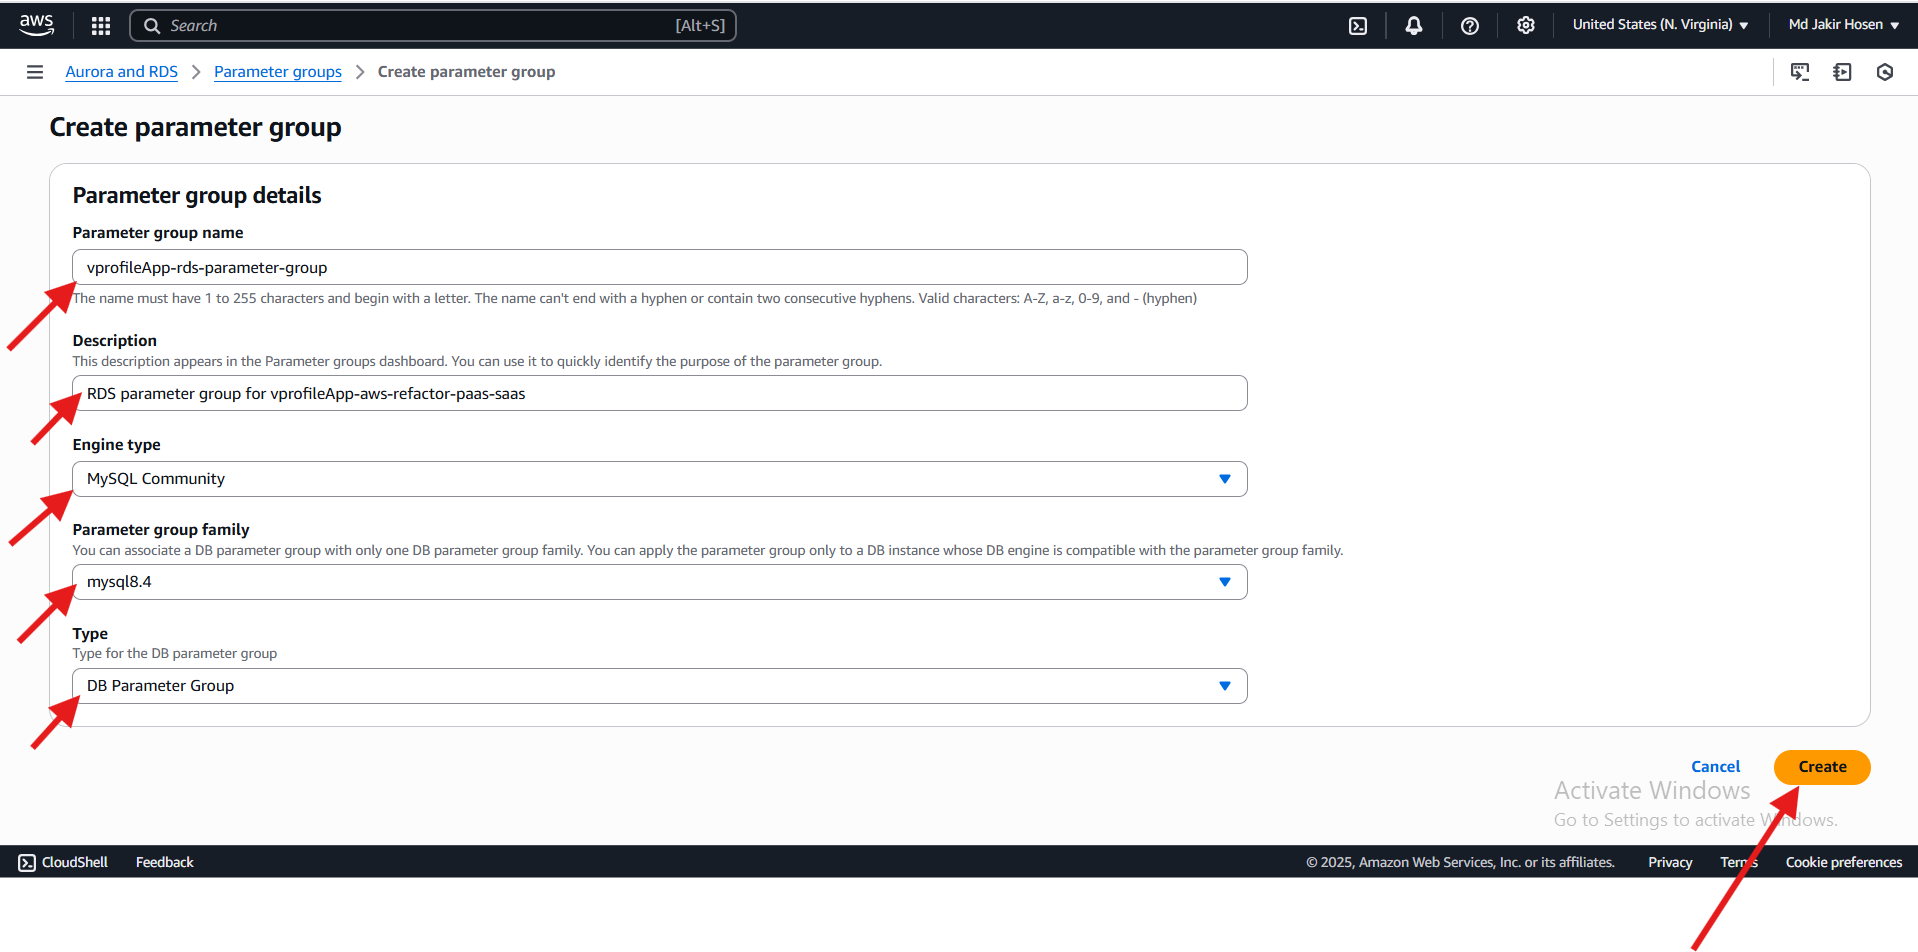 aws
Search [Alt+S] United States (N. Virginia) Md Jakir Hosen
Aurora and RDS > Parameter groups > Create parameter group
Create parameter group
Parameter group details
Parameter group name
vprofileApp-rds-parameter-group
The name must have 1 to 255 characters and begin with a letter. The name can't end with a hyphen or contain two consecutive hyphens. Valid characters: A-Z, a-z, 0-9, and - (hyphen)
Description
This description appears in the Parameter groups dashboard. You can use it to quickly identify the purpose of the parameter group.
RDS parameter group for vprofileApp-aws-refactor-paas-saas
Engine type
MySQL Community
Parameter group family
You can associate a DB parameter group with only one DB parameter group family. You can apply the parameter group only to a DB instance whose DB engine is compatible with the parameter group family.
mysql8.4
Type
Type for the DB parameter group
DB Parameter Group
Cancel Create
Activate Windows
Go to Settings to activate Windows.
CloudShell Feedback © 2025, Amazon Web Services, Inc. or its affiliates. Privacy Terms Cookie preferences